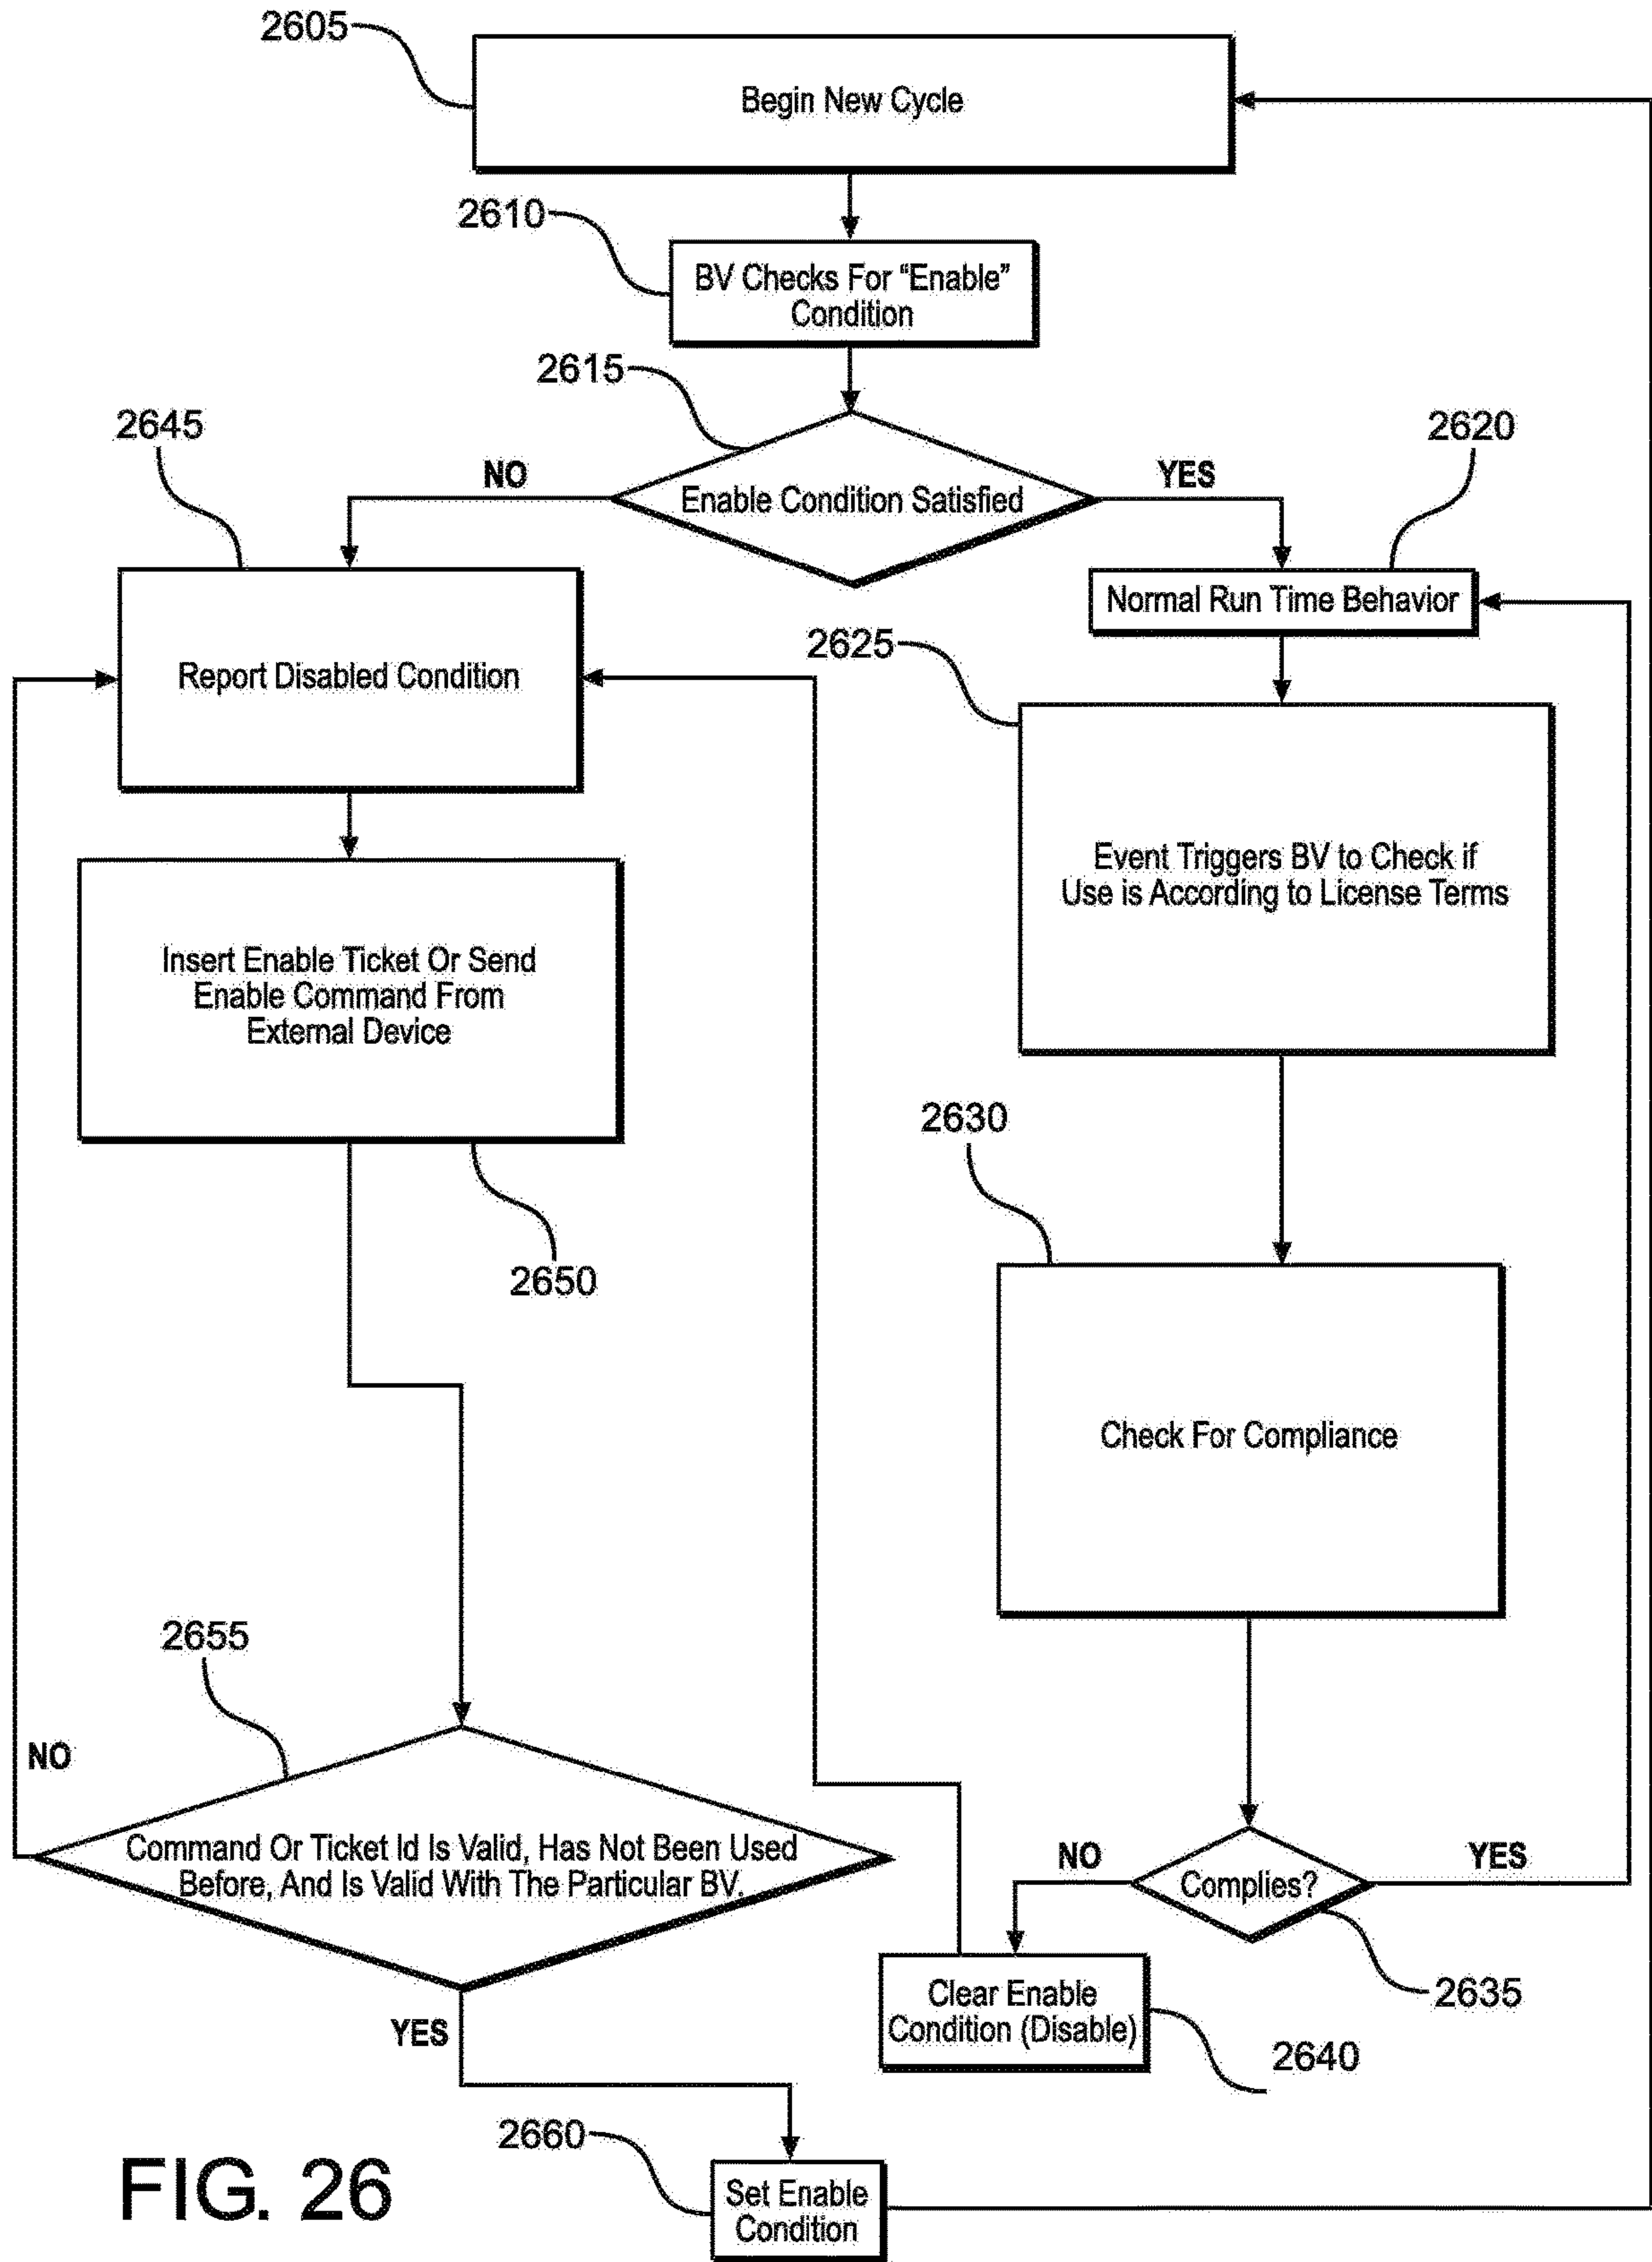 2605
Begin New Cycle
2610
BV Checks For “Enable”
Condition
2615
2645
2620
NO
YES
Enable Condition Satisfied
Normal Run Time Behavior
2625
Report Disabled Condition
Event Triggers BV to Check if
Use is According to License Terms
Insert Enable Ticket Or Send
Enable Command From
External Device
2630
2650
Check For Compliance
2655
NO
Command Or Ticket Id Is Valid, Has Not Been Used
Before, And Is Valid With The Particular BV.
NO
YES
Complies?
2635
Clear Enable
Condition (Disable)
2640
YES
2660
Set Enable
Condition
FIG. 26